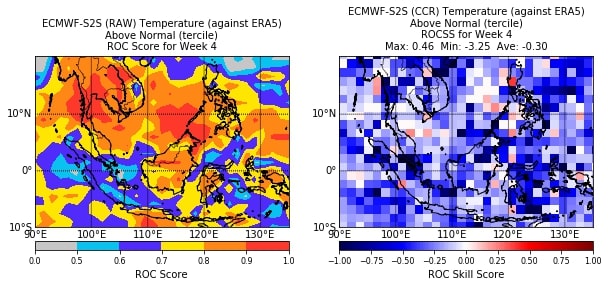 ECMWF-S2S (RAW) Temperature (against ERA5)
Above Normal (tercile)
ROC Score for Week 4
10°N
0°
10°S
90°E 100°E 110°E 120°E 130°E
0.0 0.5 0.6 0.7 0.8 0.9 1.0
ROC Score
ECMWF-S2S (CCR) Temperature (against ERA5)
Above Normal (tercile)
ROCSS for Week 4
Max: 0.46 Min: -3.25 Ave: -0.30
10°N
0°
10°S
90°E 100°E 110°E 120°E 130°E
−1.00 −0.75 −0.50 −0.25 0.00 0.25 0.50 0.75 1.00
ROC Skill Score